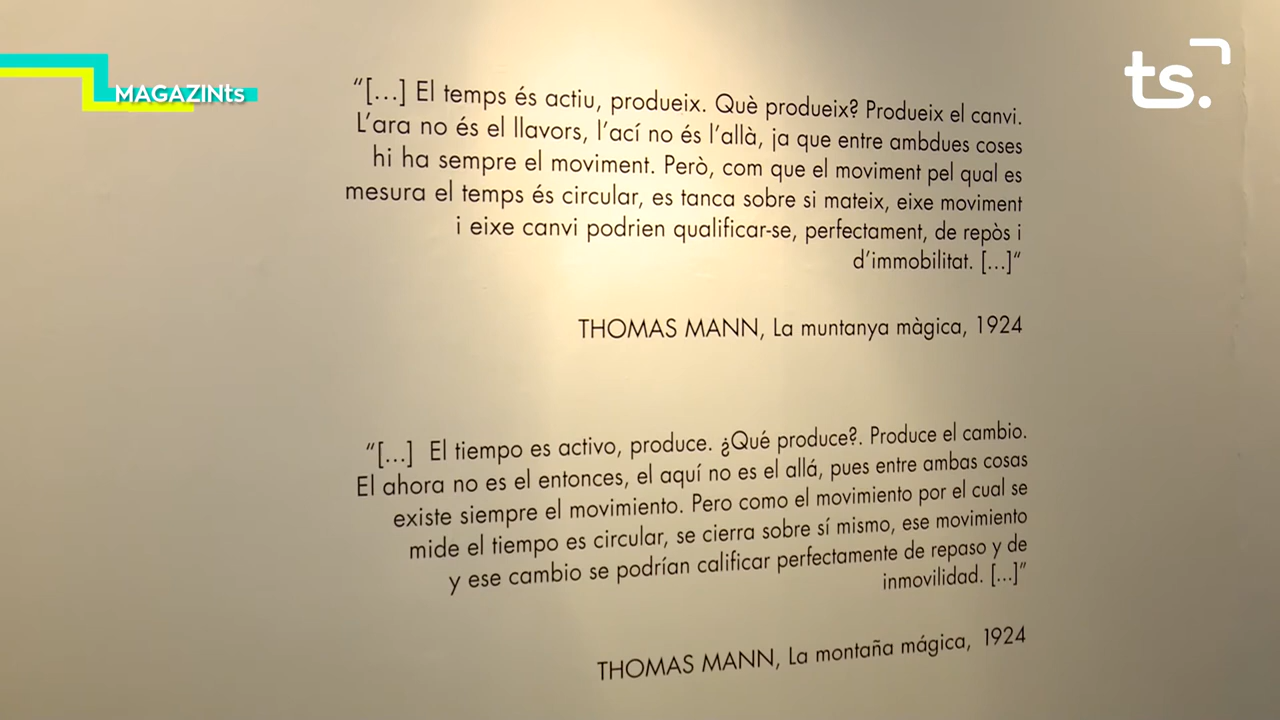 MAGAZINts
ts.
“[...] El temps és actiu, produeix. Què produeix? Produeix el canvi.
L’ara no és el llavors, l’ací no és l’allà, ja que entre ambdues coses
hi ha sempre el moviment. Però, com que el moviment pel qual es
mesura el temps és circular, es tanca sobre si mateix, eixe moviment
i eixe canvi podrien qualificar-se, perfectament, de repòs i
d’immobilitat. [...]“
THOMAS MANN, La muntanya màgica, 1924
“[...] El tiempo es activo, produce. ¿Qué produce?. Produce el cambio.
El ahora no es el entonces, el aquí no es el allá, pues entre ambas cosas
existe siempre el movimiento. Pero como el movimiento por el cual se
mide el tiempo es circular, se cierra sobre sí mismo, ese movimiento
y ese cambio se podrían calificar perfectamente de repaso y de
inmovilidad. [...]”
THOMAS MANN, La montaña mágica, 1924